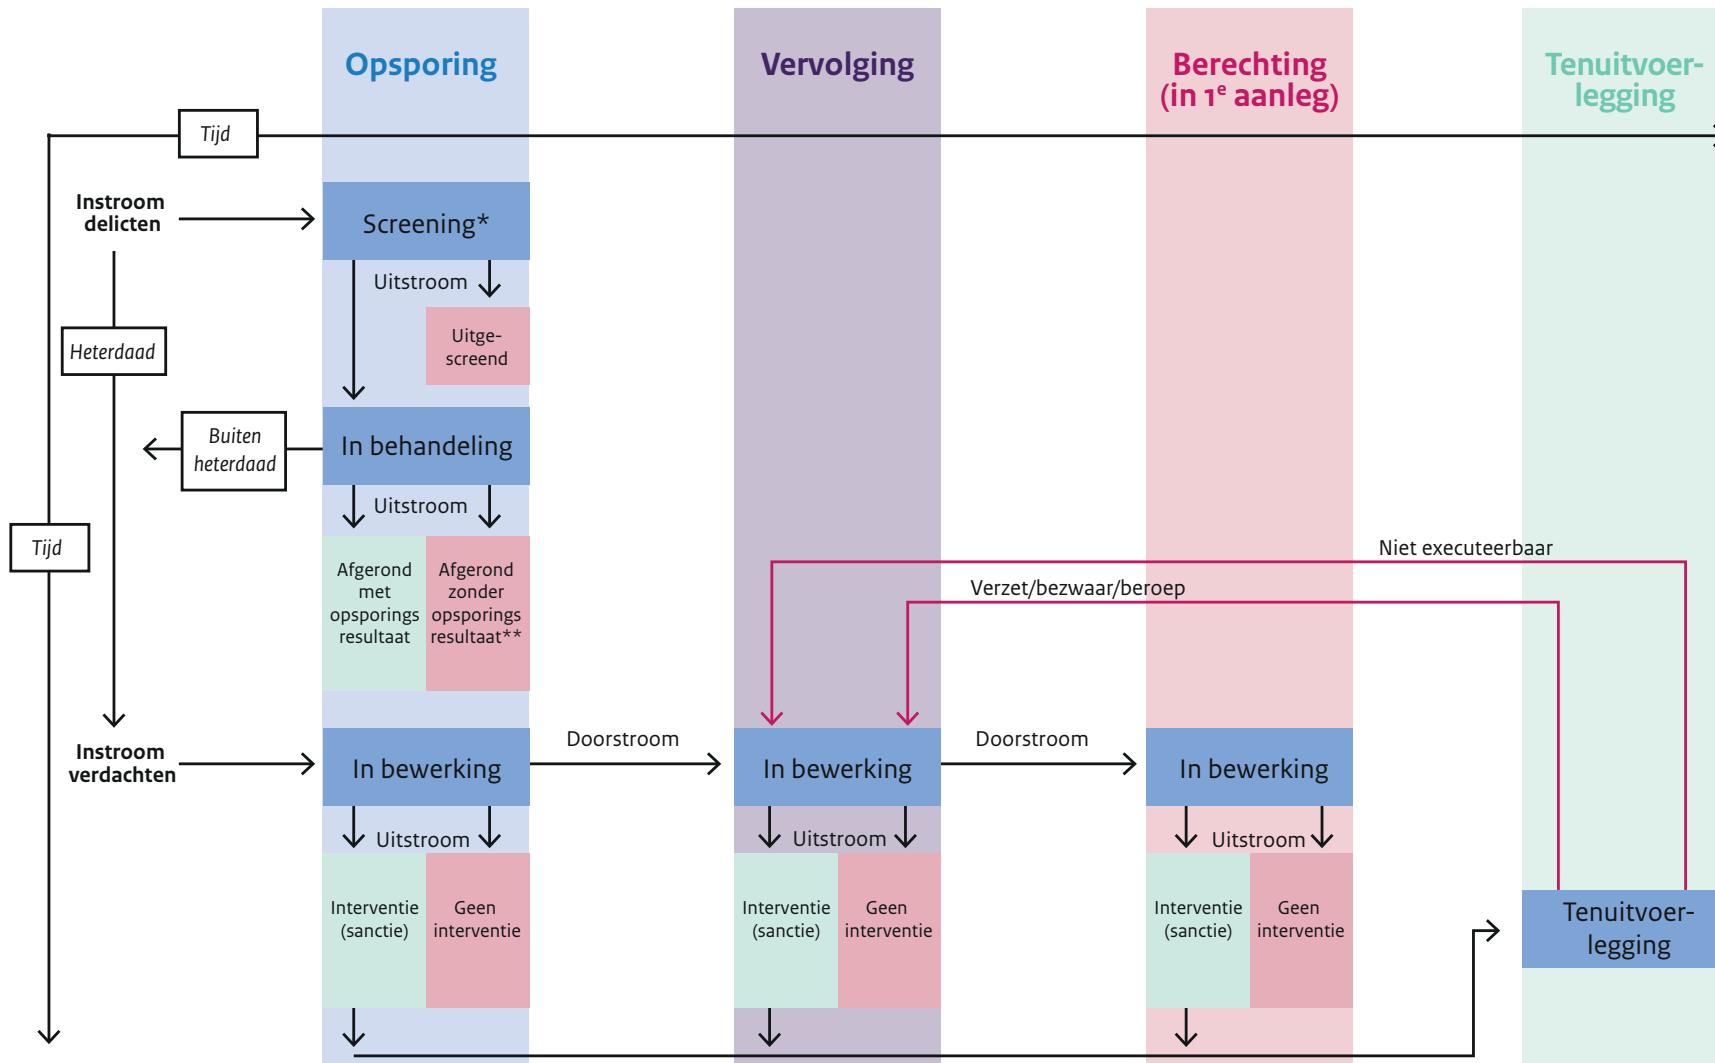 Opsporing
Vervolging
Berechting
(in 1e aanleg)
Tenuitvoer-
legging
Tijd
Instroom
delicten
Screening*
Uitstroom
Uitge-
screend
Heterdaad
Buiten
heterdaad
In behandeling
Uitstroom
Tijd
Afgerond
met
opsporings
resultaat
Afgerond
zonder
opsporings
resultaat**
Niet executeerbaar
Verzet/bezwaar/beroep
Instroom
verdachten
In bewerking
Doorstroom
In bewerking
Doorstroom
In bewerking
Uitstroom
Uitstroom
Uitstroom
Interventie
(sanctie)
Geen
interventie
Interventie
(sanctie)
Geen
interventie
Interventie
(sanctie)
Geen
interventie
Tenuitvoer-
legging